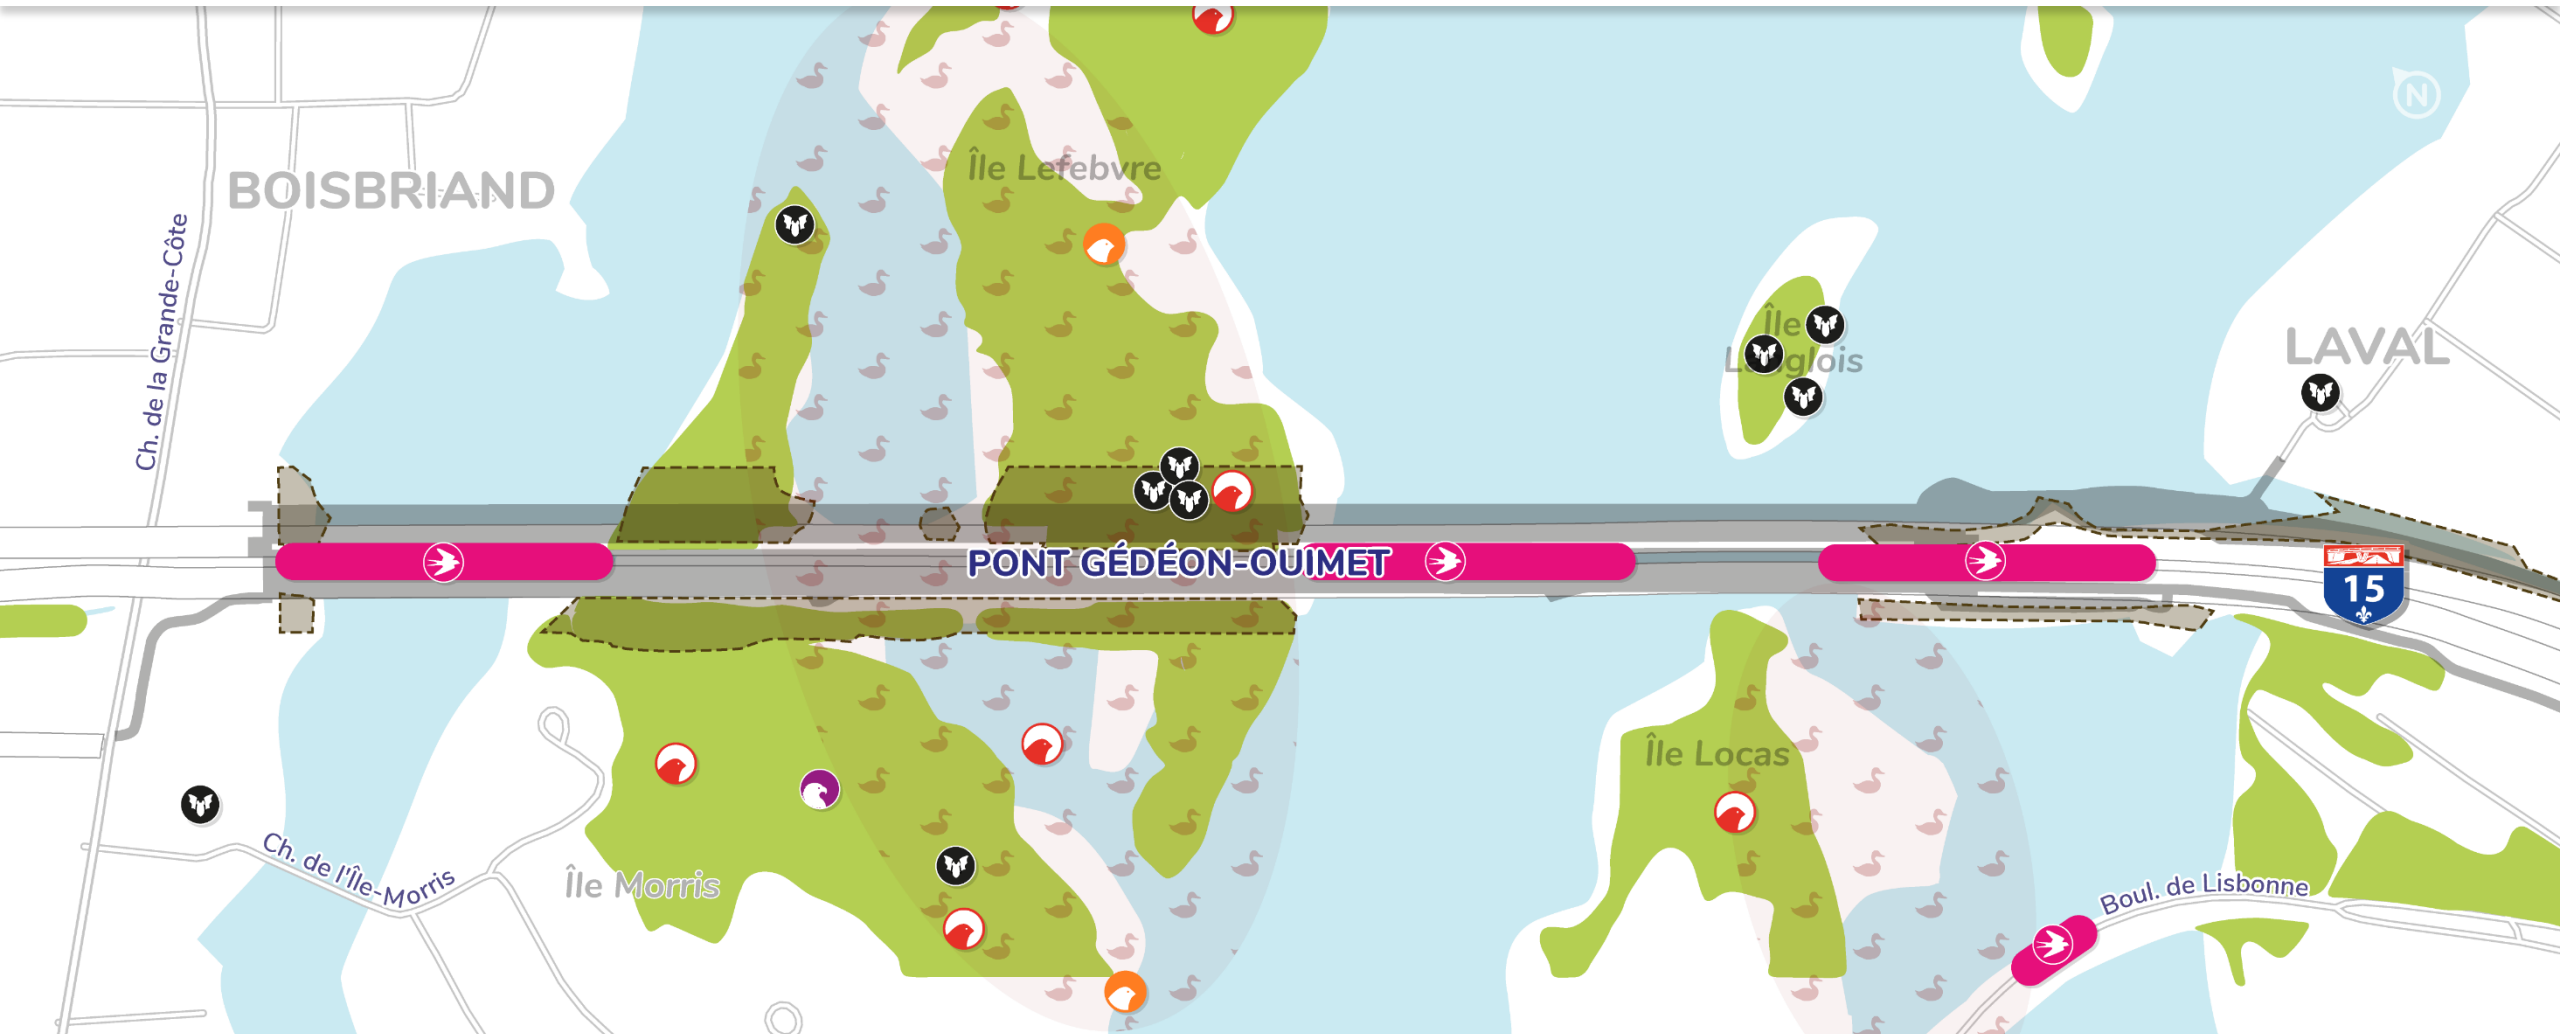 N
Île Lefebvre
BOISBRIAND
Ch. de la Grande-Côte
Île
Langlois
LAVAL
PONT GÉDÉON-OUIMET
15
Île Locas
Île Morris
Ch. de l'Île-Morris
Boul. de Lisbonne